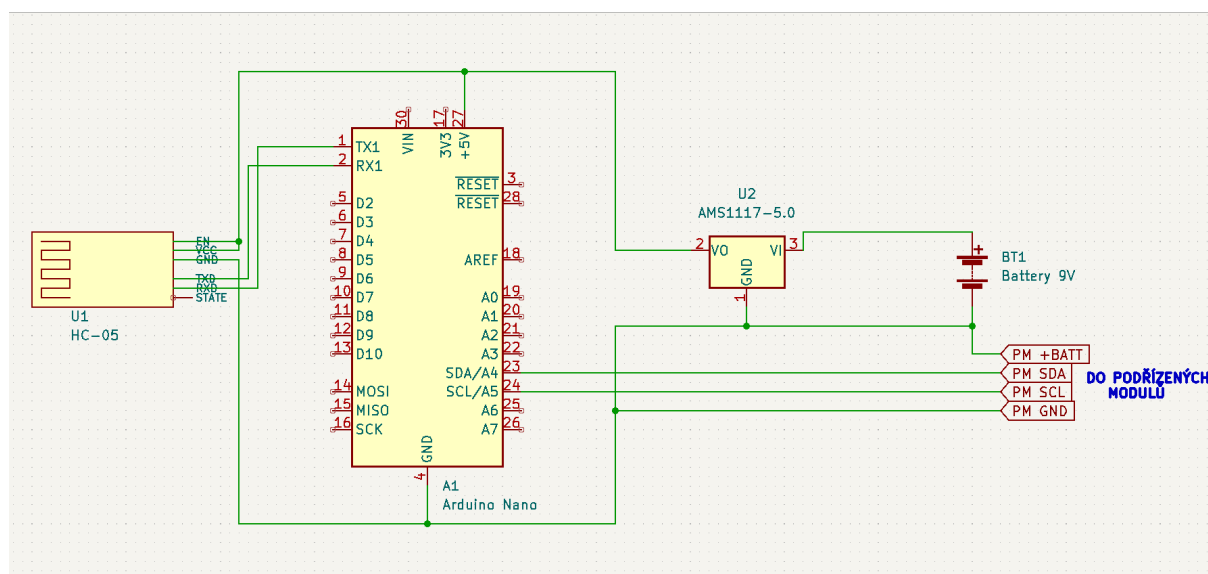 30
VIN
17
3V3
27
+5V
1
TX1
2
RX1
RESET
3
RESET
28
5
D2
6
D3
7
D4
8
D5
AREF
18
9
D6
10
D7
A0
19
11
D8
A1
20
12
D9
A2
21
13
D10
A3
22
SDA/A4
23
14
MOSI
SCL/A5
24
15
MISO
A6
25
16
SCK
A7
26
GND
4
A1
Arduino Nano
EN
VCC
GND
TXD
RXD
STATE
U1
HC-05
U2
AMS1117-5.0
2
VO
VI
3
GND
1
+
BT1
Battery 9V
PM +BATT
PM SDA
PM SCL
PM GND
DO PODŘÍZENÝCH
MODULŮ